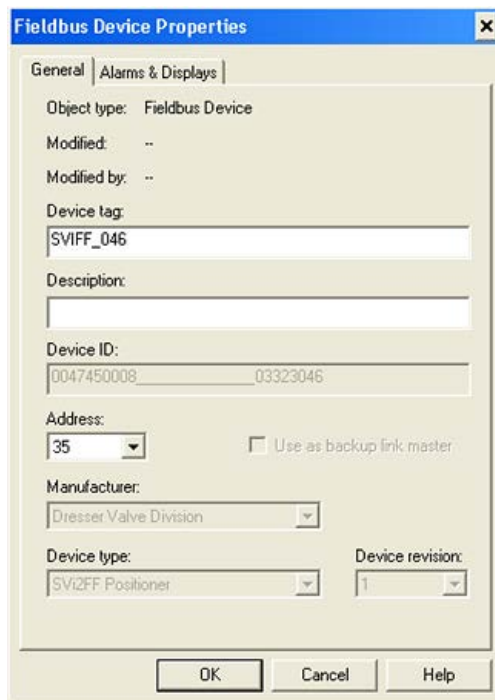 Fieldbus Device Properties
General Alarms & Displays
Object type: Fieldbus Device
Modified: --
Modified by: --
Device tag:
SVIFF_046
Description:
Device ID:
0047450008______________03323046
Address:
35 Use as backup link master
Manufacturer:
Dresser Valve Division
Device type: Device revision:
SVi2FF Positioner 1
OK Cancel Help